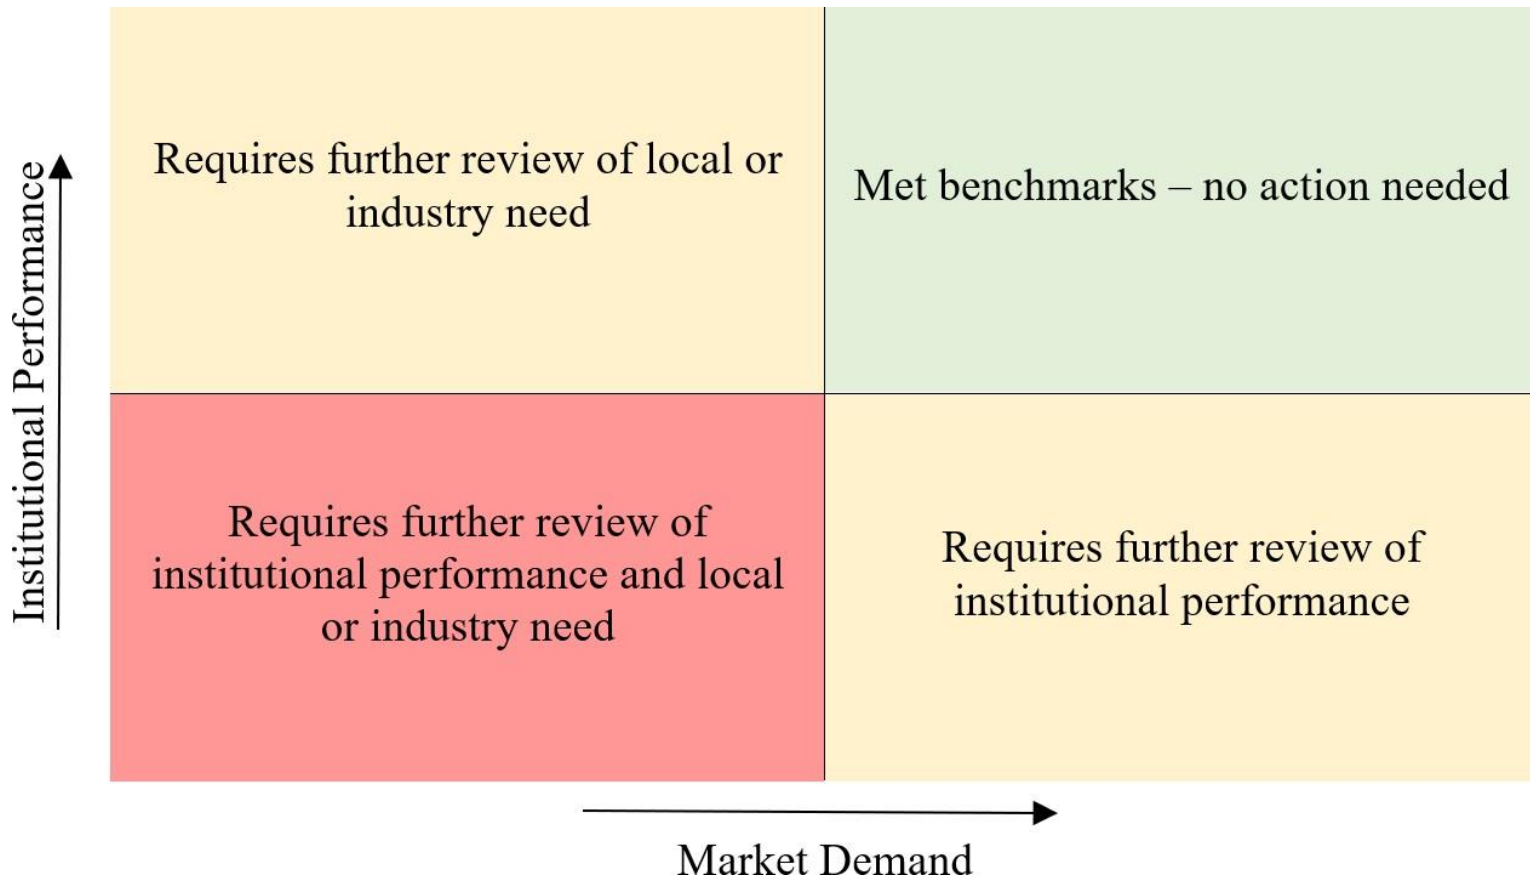 Requires further review of local or
industry need
Met benchmarks – no action needed
Institutional Performance
Requires further review of
institutional performance and local
or industry need
Requires further review of
institutional performance
Market Demand